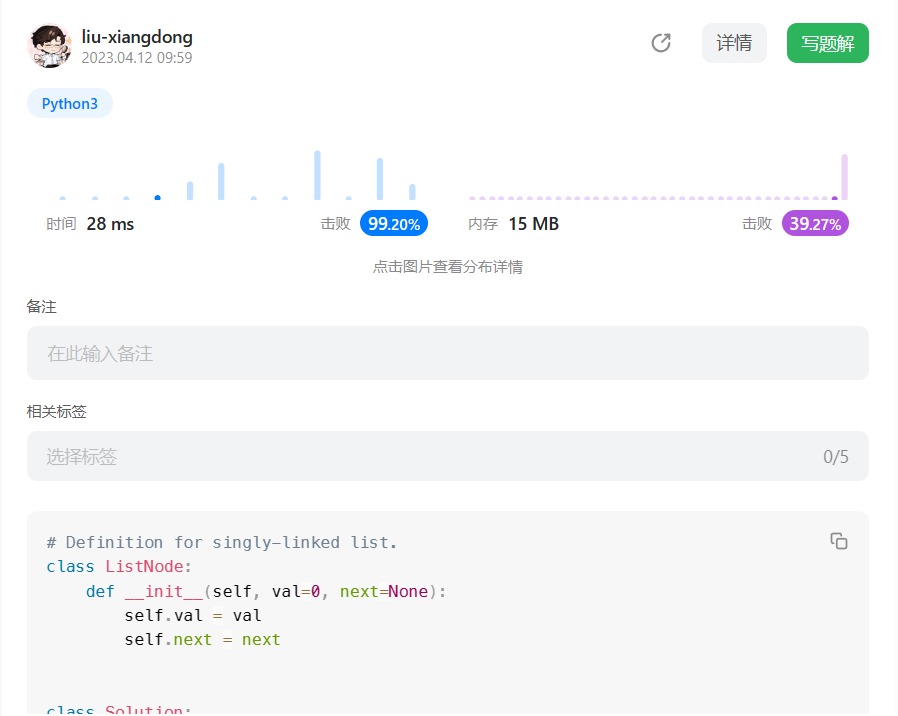 liu-xiangdong
2023.04.12 09:59
详情
写题解
Python3
时间 28 ms 击败 99.20% 内存 15 MB 击败 39.27%
点击图片查看分布详情
备注
在此输入备注
相关标签
选择标签 0/5
# Definition for singly-linked list.
class ListNode:
    def __init__(self, val=0, next=None):
        self.val = val
        self.next = next
class Solution: